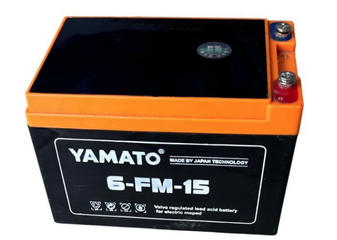 YAMATO
MADE BY JAPAN TECHNOLOGY
6-FM-15
Valve regulated lead acid battery
for electric moped